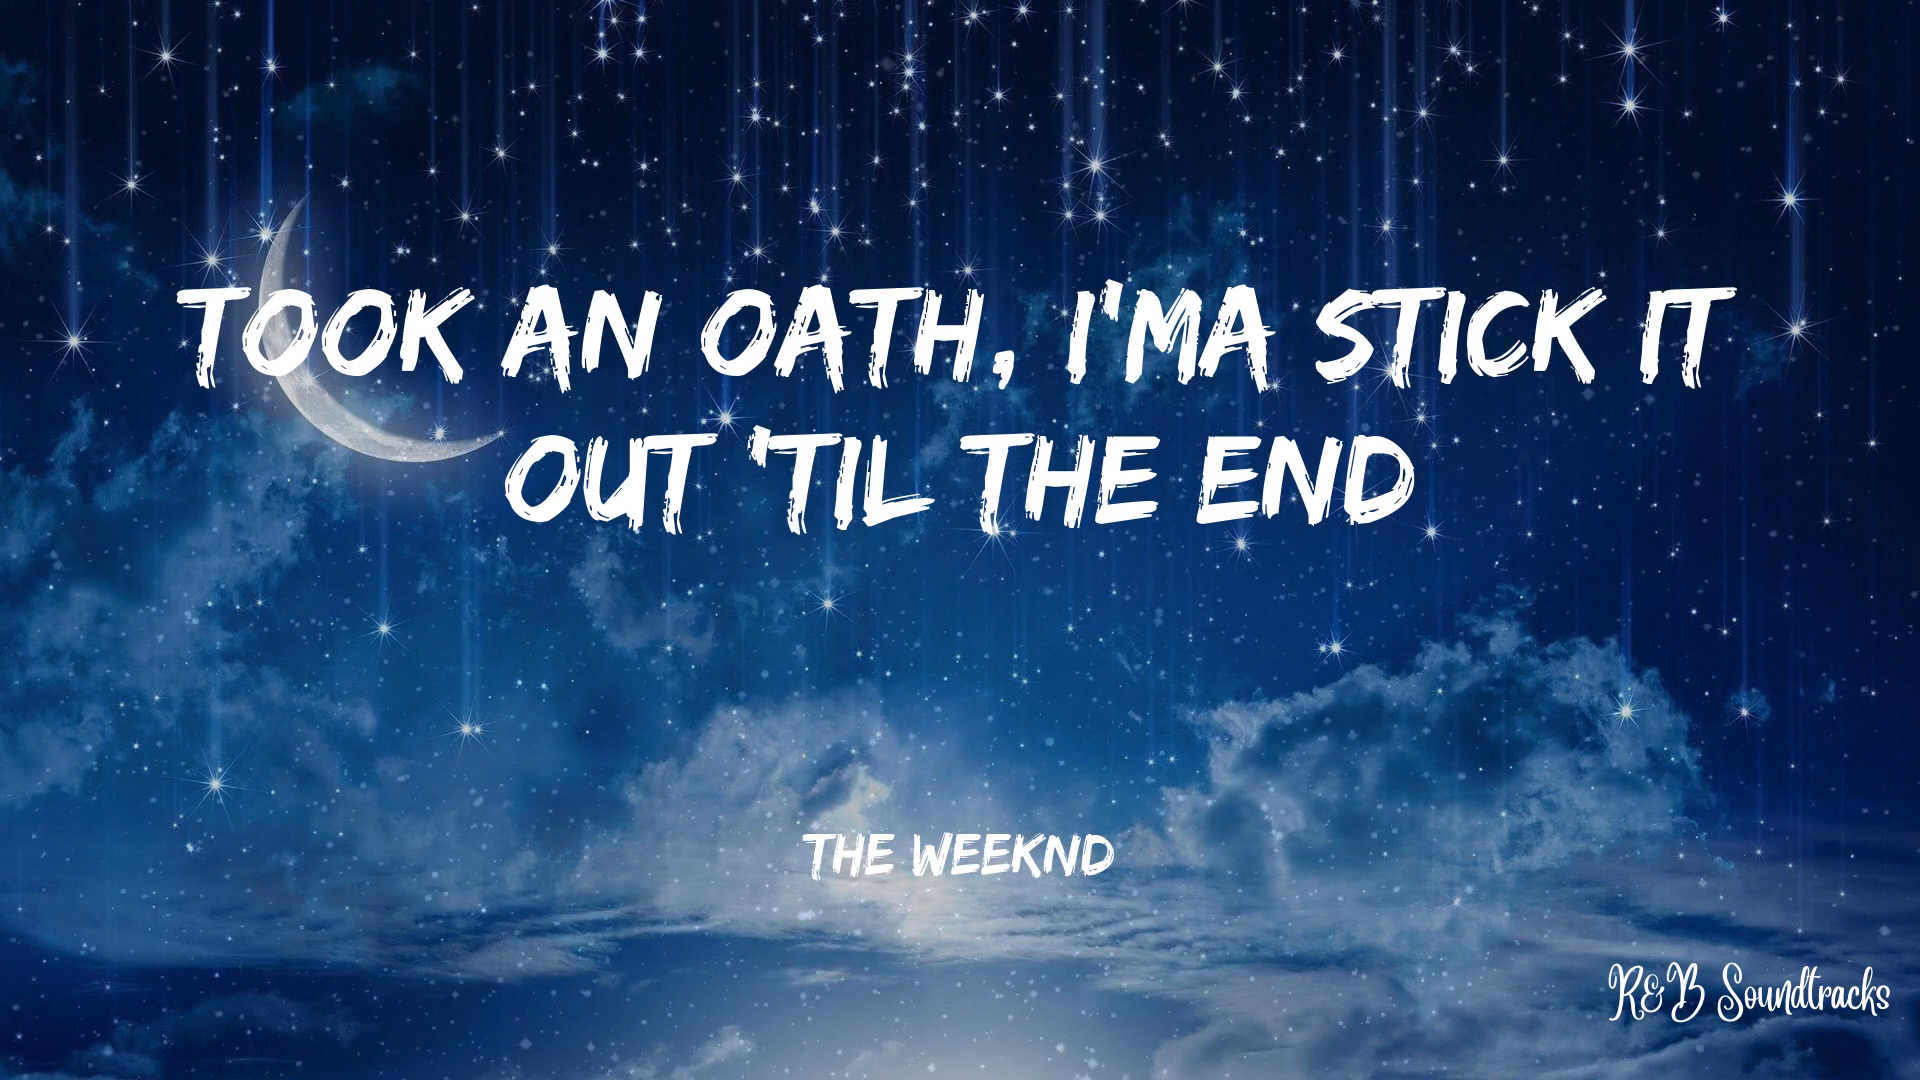 TOOK AN OATH, I'MA STICK IT
OUT 'TIL THE END
THE WEEKND
R&B Soundtracks